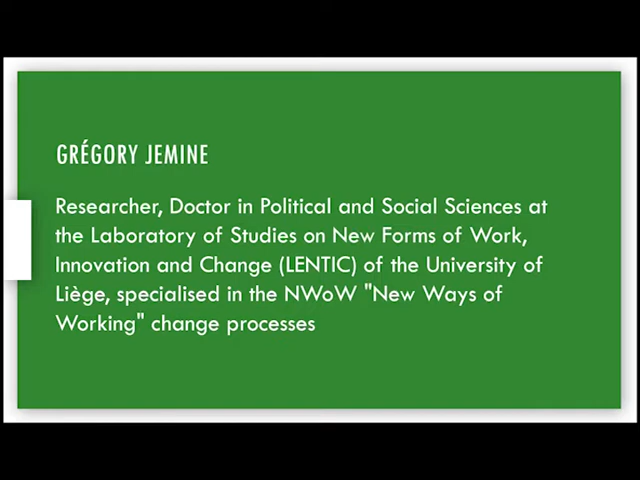 GRÉGORY JEMINE
Researcher, Doctor in Political and Social Sciences at
the Laboratory of Studies on New Forms of Work,
Innovation and Change (LENTIC) of the University of
Liège, specialised in the NWoW "New Ways of
Working" change processes